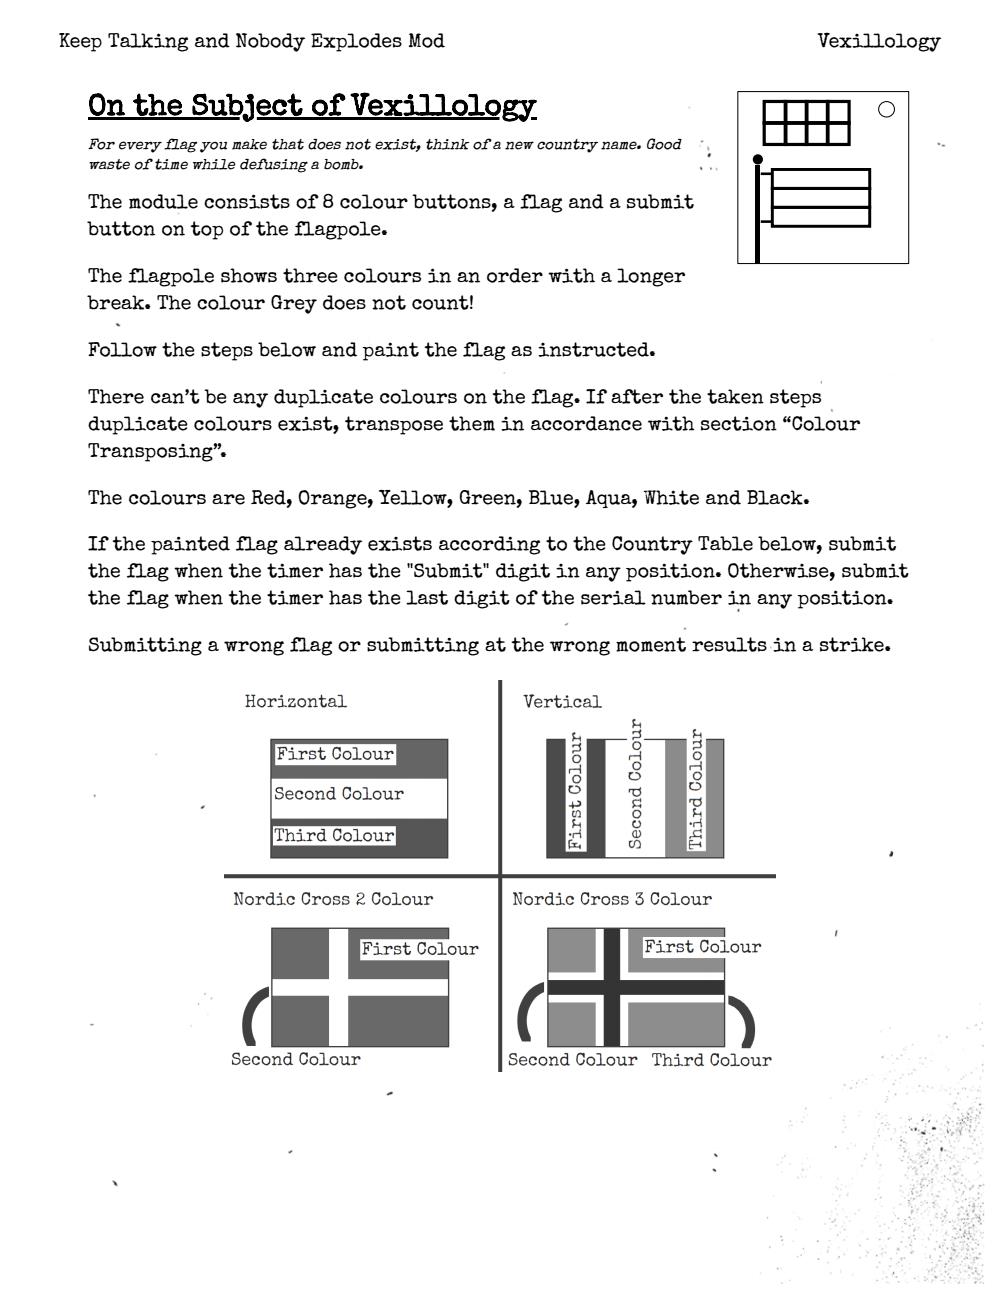 Keep Talking and Nobody Explodes Mod
Vexillology
On the Subject of Vexillology
For every flag you make that does not exist, think of a new country name. Good
waste of time while defusing a bomb.
The module consists of 8 colour buttons, a flag and a submit
button on top of the flagpole.
The flagpole shows three colours in an order with a longer
break. The colour Grey does not count!
Follow the steps below and paint the flag as instructed.
There can’t be any duplicate colours on the flag. If after the taken steps
duplicate colours exist, transpose them in accordance with section “Colour
Transposing”.
The colours are Red, Orange, Yellow, Green, Blue, Aqua, White and Black.
If the painted flag already exists according to the Country Table below, submit
the flag when the timer has the "Submit" digit in any position. Otherwise, submit
the flag when the timer has the last digit of the serial number in any position.
Submitting a wrong flag or submitting at the wrong moment results in a strike.
Horizontal
First Colour
Second Colour
Third Colour
Vertical
First Colour
Second Colour
Third Colour
Nordic Cross 2 Colour
First Colour
Second Colour
Nordic Cross 3 Colour
First Colour
Second Colour
Third Colour